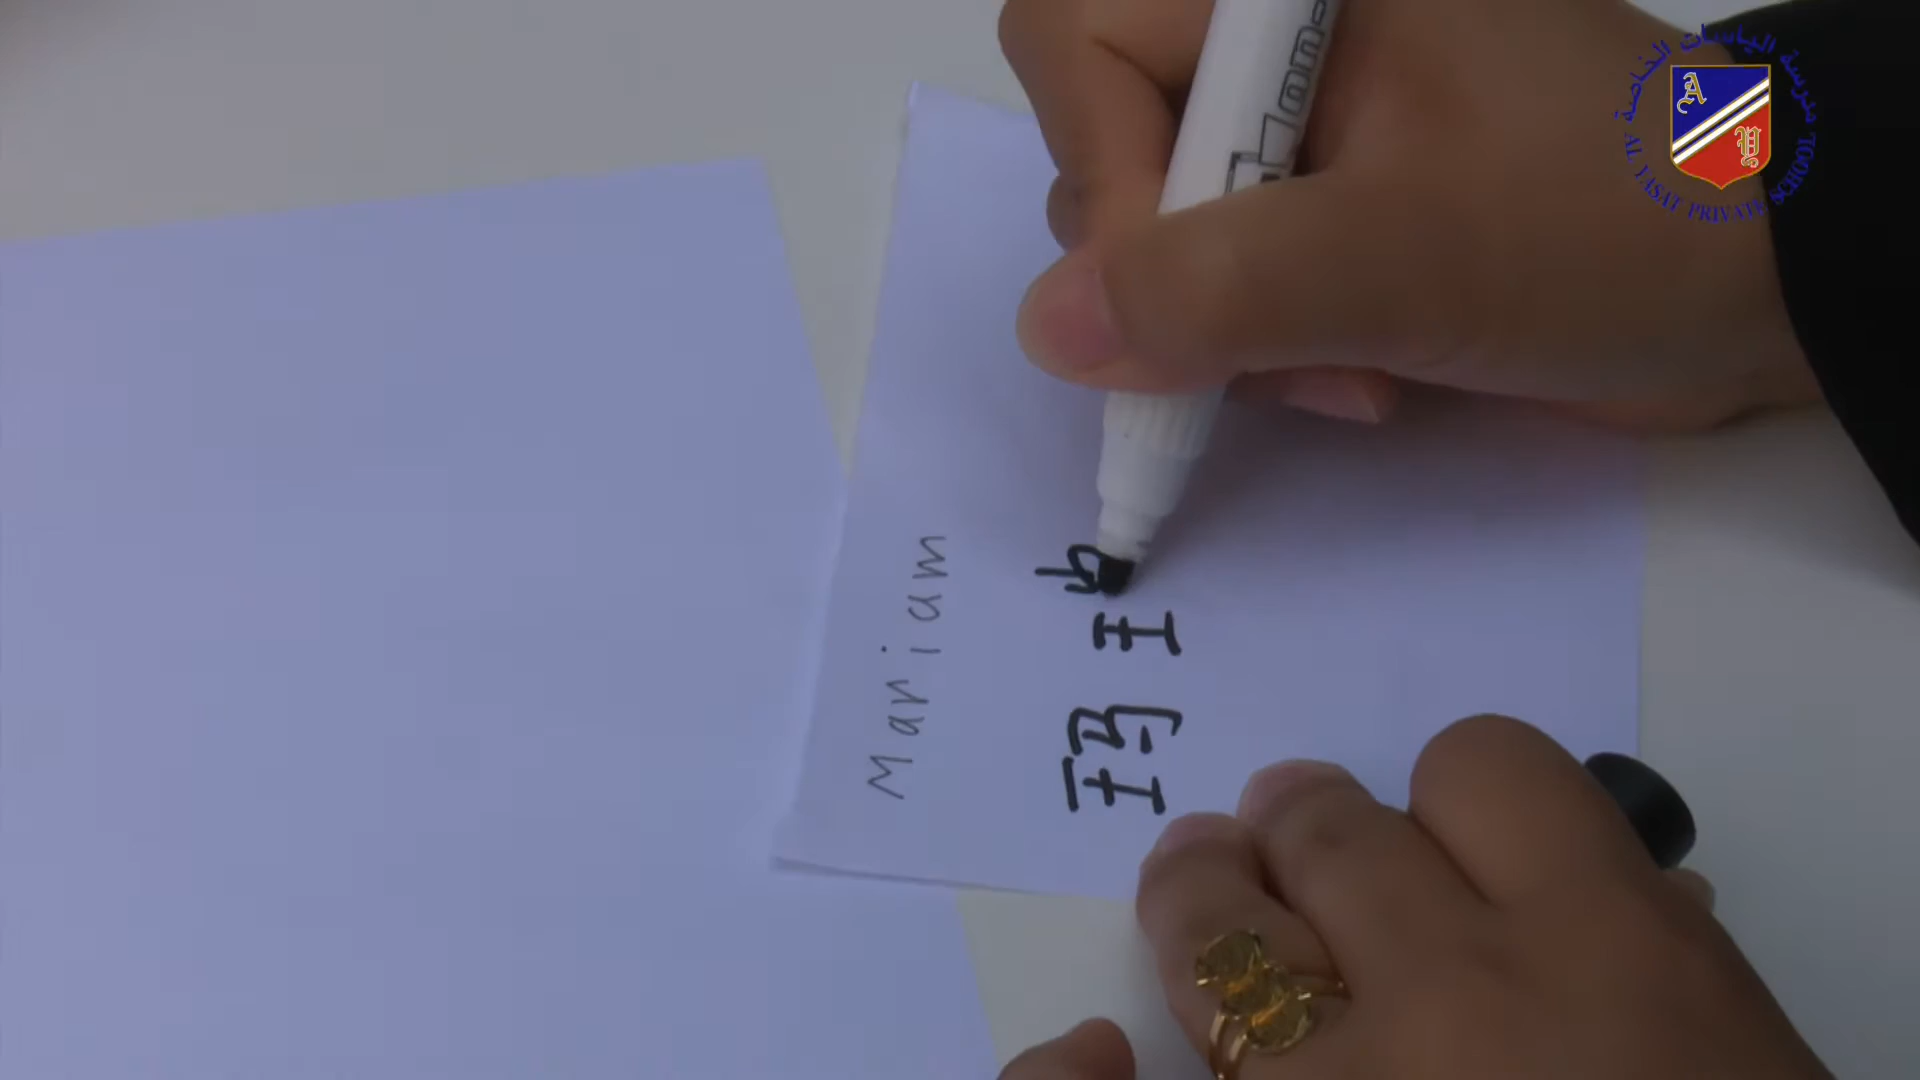 مدرسة الياسات الخاصة
A
Y
AL YASAT PRIVATE SCHOOL
Mariam
玛